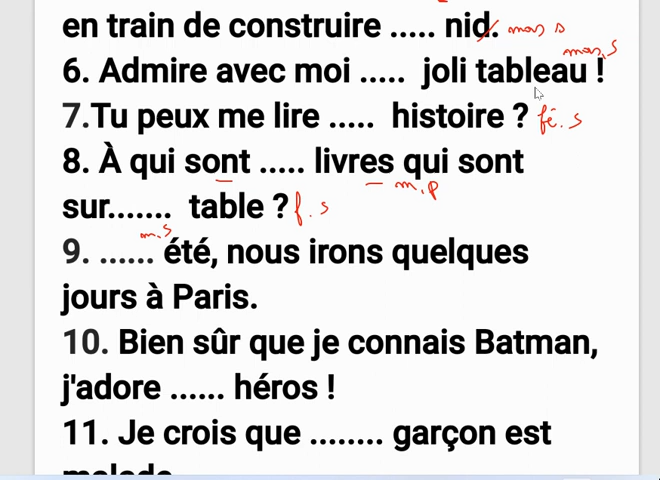 en train de construire ..... nid. mas s
mas, s
6. Admire avec moi ..... joli tableau !
7.Tu peux me lire ..... histoire ? fé. s
8. À qui sont ..... livres qui sont
m.p
sur....... table ? f. s
m.s
9. ...... été, nous irons quelques
jours à Paris.
10. Bien sûr que je connais Batman,
j'adore ...... héros !
11. Je crois que ........ garçon est
malade